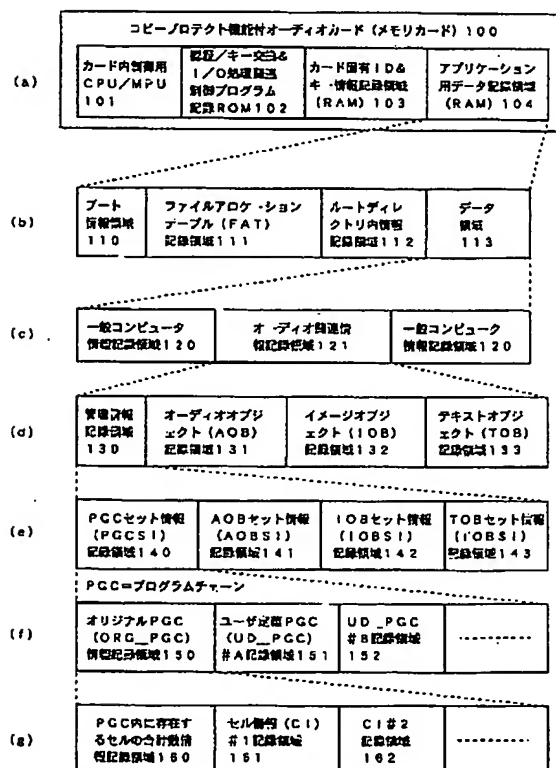 コピープロテクト機能付オーディオカード（メモリカード）100
(a)
カード内制御用
CPU/MPU
101
認証／キー交換&
I/O処理関連
制御プログラム
記録ROM102
カード固有ID&
キー情報記録領域
(RAM) 103
アプリケーション
用データ記録領域
(RAM) 104
(b)
ブート
情報領域
110
ファイルアロケーション
テーブル (FAT)
記録領域111
ルートディレ
クトリ内情報
記録領域112
データ
領域
113
(c)
一般コンピュータ
情報記録領域120
オーディオ関連情
報記録領域121
一般コンピュータ
情報記録領域120
(d)
管理情報
記録領域
130
オーディオオブジ
ェクト (AOB)
記録領域131
イメージオブジ
ェクト (IOB)
記録領域132
テキストオブジ
ェクト (TOB)
記録領域133
(e)
PGCセット情報
(PGCSI)
記録領域140
AOBセット情報
(AOBSI)
記録領域141
IOBセット情報
(IOBSI)
記録領域142
TOBセット情報
(TOBSI)
記録領域143
PGC=プログラムチェーン
(f)
オリジナルPGC
(ORG_PGC)
情報記録領域150
ユーザ定義PGC
(UD_PGC)
#A記録領域151
UD_PGC
#B記録領域
152
(g)
PGC内に存在す
るセルの合計数情
報記録領域160
セル情報 (CI)
#1記録領域
161
CI#2
記録領域
162